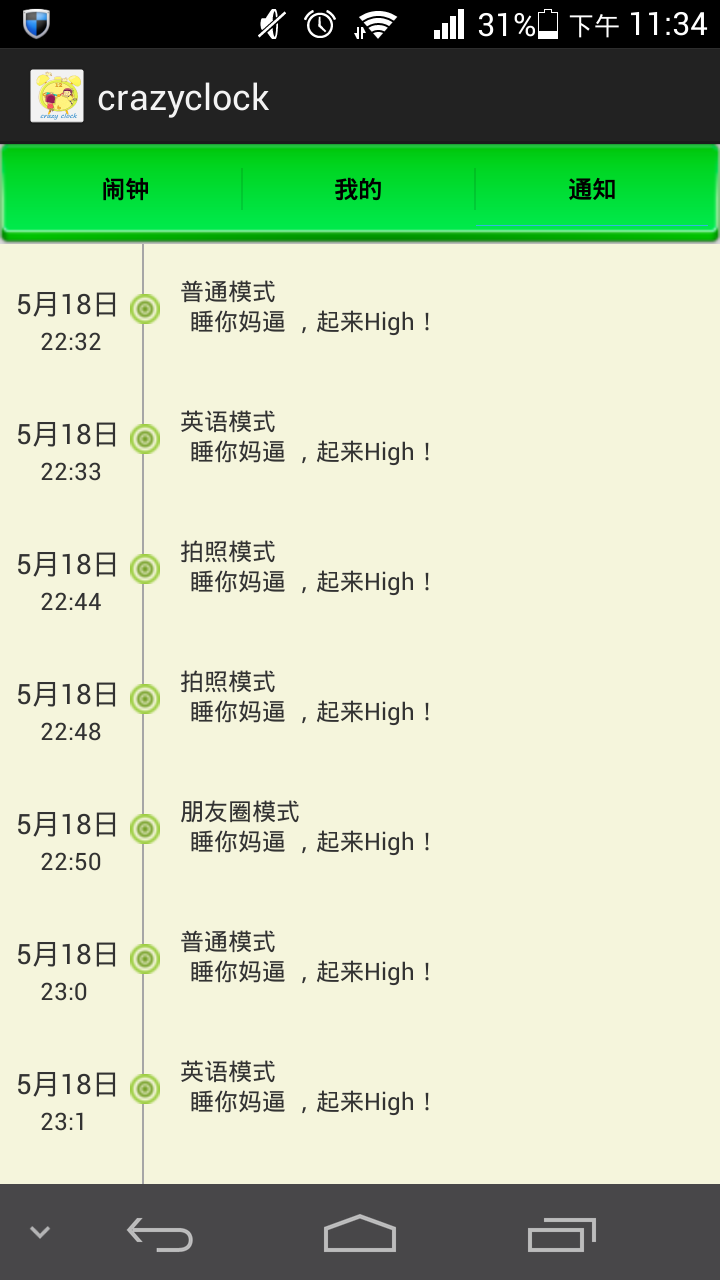 31% 下午 11:34
crazy clock
crazyclock
闹钟 我的 通知
5月18日
22:32
普通模式
睡你妈逼 ，起来High！
5月18日
22:33
英语模式
睡你妈逼 ，起来High！
5月18日
22:44
拍照模式
睡你妈逼 ，起来High！
5月18日
22:48
拍照模式
睡你妈逼 ，起来High！
5月18日
22:50
朋友圈模式
睡你妈逼 ，起来High！
5月18日
23:0
普通模式
睡你妈逼 ，起来High！
5月18日
23:1
英语模式
睡你妈逼 ，起来High！